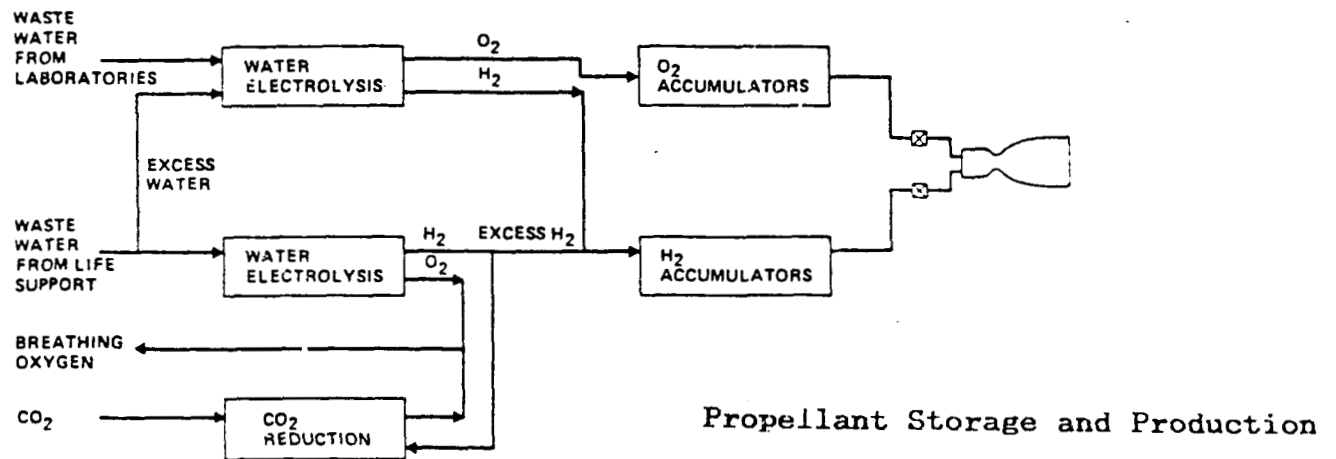 WASTE
WATER
FROM
LABORATORIES
WATER
ELECTROLYSIS
O2
H2
O2
ACCUMULATORS
EXCESS
WATER
WASTE
WATER
FROM LIFE
SUPPORT
WATER
ELECTROLYSIS
H2
O2
EXCESS H2
H2
ACCUMULATORS
BREATHING
OXYGEN
CO2
CO2
REDUCTION
Propellant Storage and Production